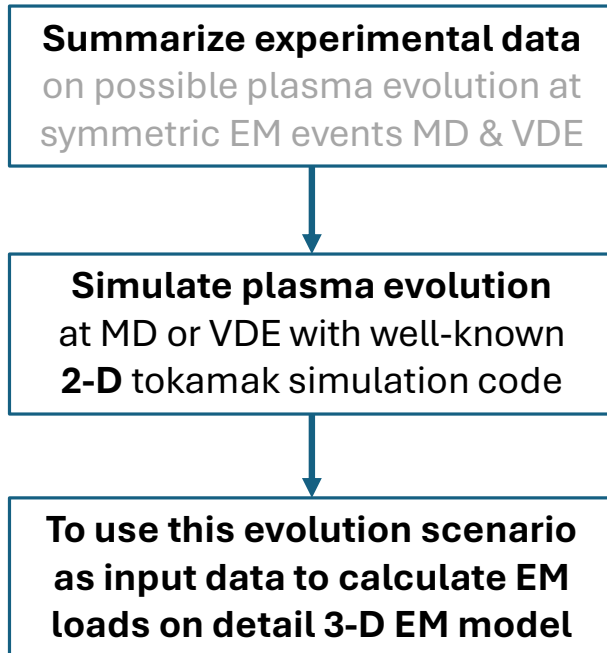 Summarize experimental data
on possible plasma evolution at
symmetric EM events MD & VDE
Simulate plasma evolution
at MD or VDE with well-known
2-D tokamak simulation code
To use this evolution scenario
as input data to calculate EM
loads on detail 3-D EM model